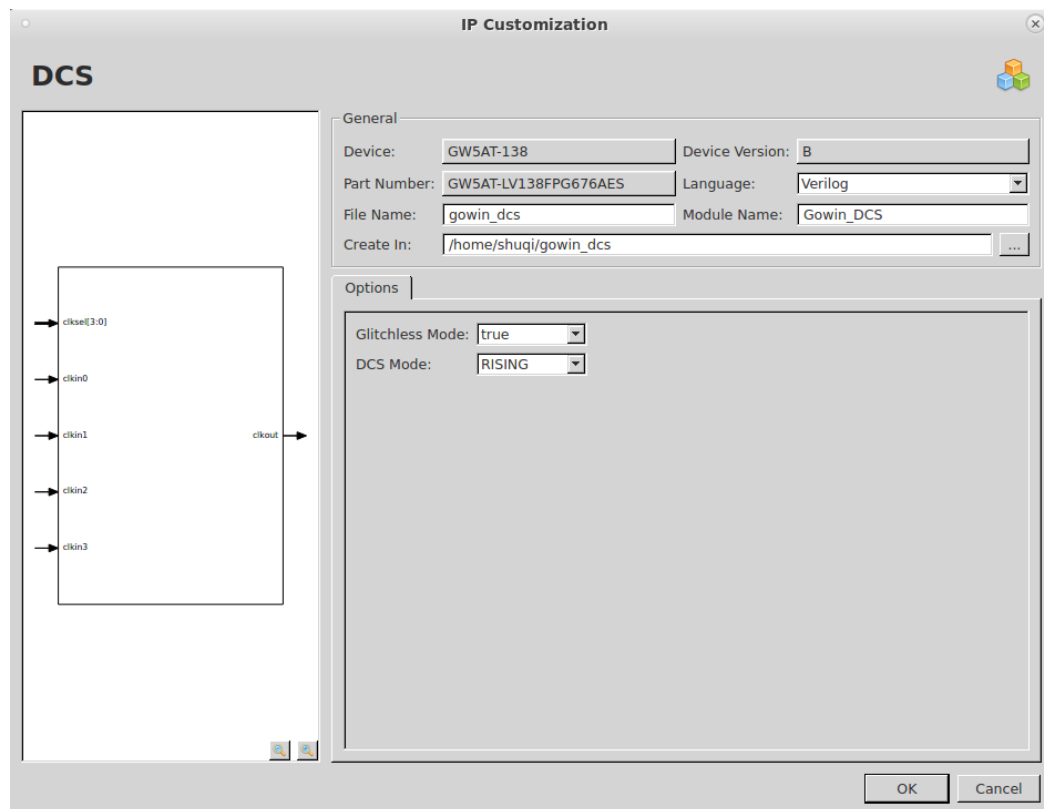 IP Customization
DCS
General
Device: GW5AT-138 Device Version: B
Part Number: GW5AT-LV138FPG676AES Language: Verilog
File Name: gowin_dcs Module Name: Gowin_DCS
Create In: /home/shuqi/gowin_dcs ...
Options
Glitchless Mode: true
DCS Mode: RISING
clksel[3:0]
clkin0
clkin1 clkout
clkin2
clkin3
OK Cancel